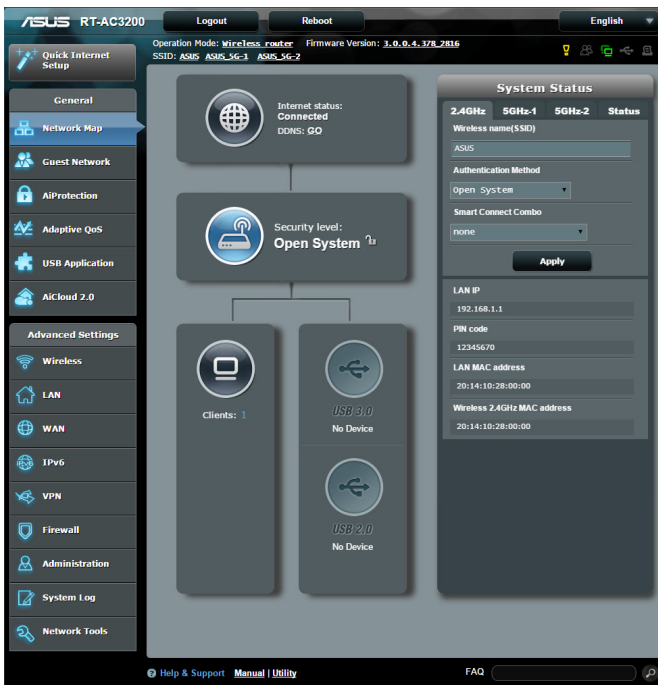 ASUS RT-AC3200
Logout
Reboot
English
Quick Internet
Setup
Operation Mode: Wireless router Firmware Version: 3.0.0.4.378_2816
SSID: ASUS ASUS_5G-1 ASUS_5G-2
General
Network Map
Guest Network
AiProtection
Adaptive QoS
USB Application
AiCloud 2.0
Advanced Settings
Wireless
LAN
WAN
IPv6
VPN
Firewall
Administration
System Log
Network Tools
Internet status:
Connected
DDNS: GO
Security level:
Open System
Clients: 1
USB 3.0
No Device
USB 2.0
No Device
System Status
2.4GHz 5GHz-1 5GHz-2 Status
Wireless name(SSID)
ASUS
Authentication Method
Open System
Smart Connect Combo
none
Apply
LAN IP
192.168.1.1
PIN code
12345670
LAN MAC address
20:14:10:28:00:00
Wireless 2.4GHz MAC address
20:14:10:28:00:00
Help & Support Manual | Utility
FAQ